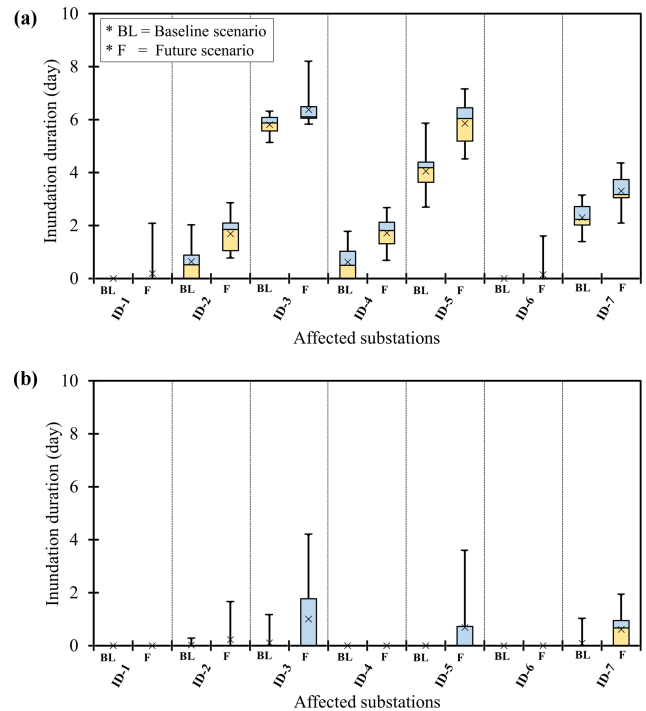 (a)
* BL = Baseline scenario
* F = Future scenario
Inundation duration (day)
10
8
6
4
2
0
BL F BL F BL F BL F BL F BL F BL F
ID-1 ID-2 ID-3 ID-4 ID-5 ID-6 ID-7
Affected substations
(b)
Inundation duration (day)
10
8
6
4
2
0
BL F BL F BL F BL F BL F BL F BL F
ID-1 ID-2 ID-3 ID-4 ID-5 ID-6 ID-7
Affected substations